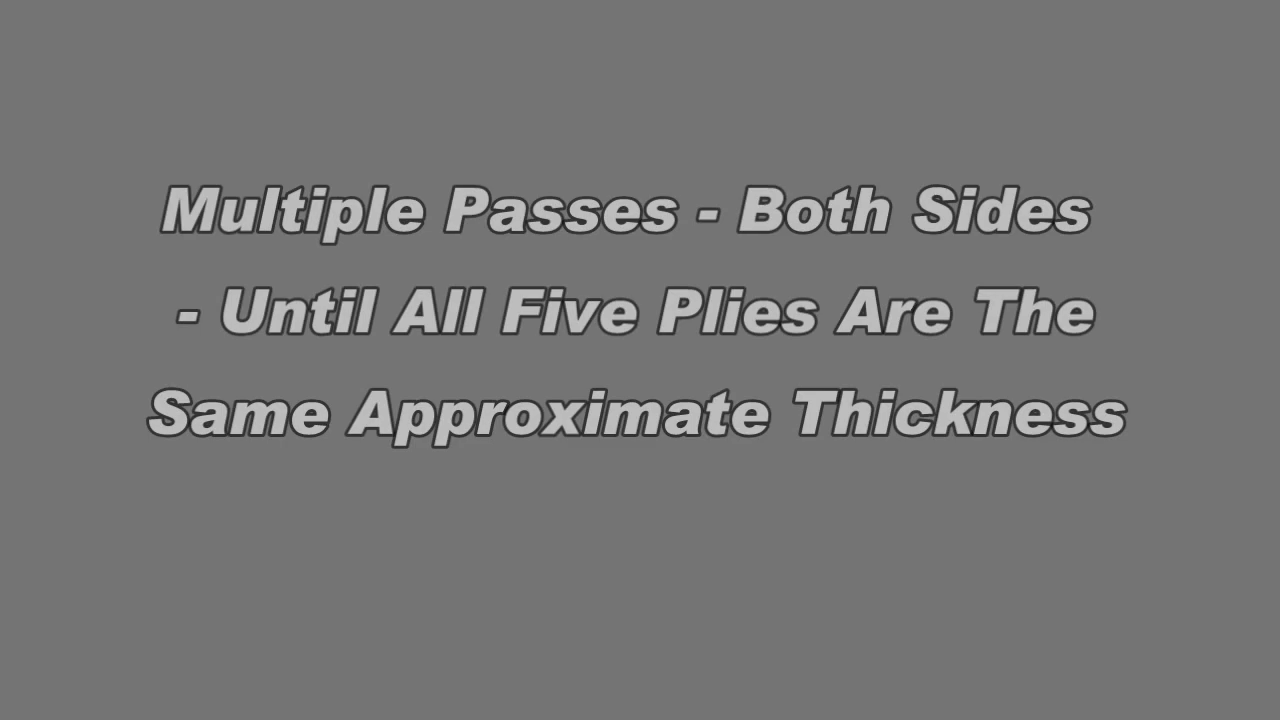 Multiple Passes - Both Sides
- Until All Five Plies Are The
Same Approximate Thickness